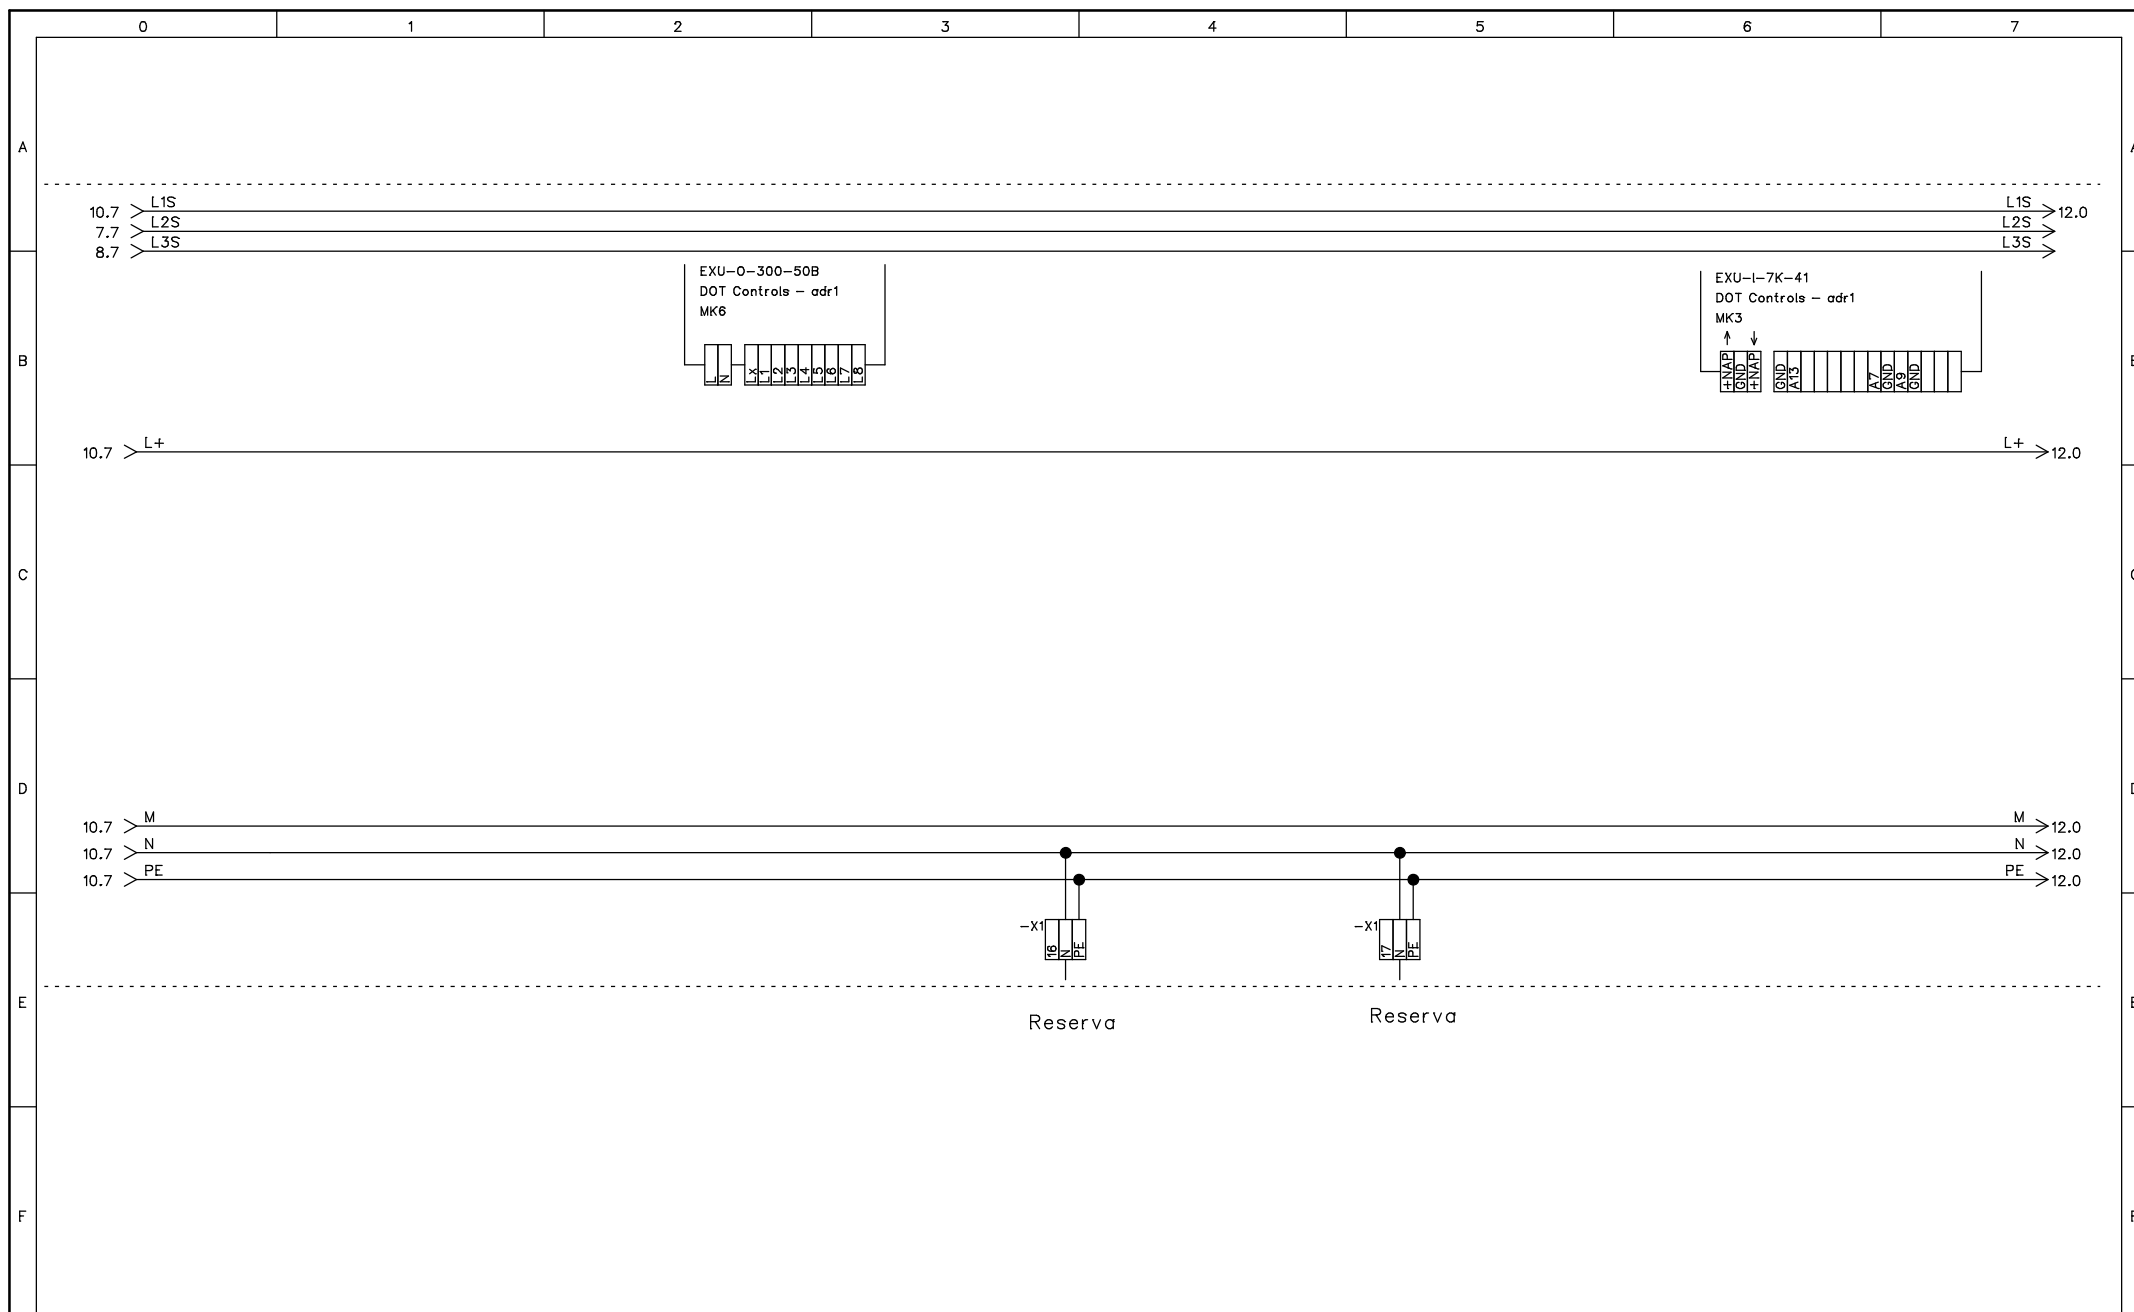 0 1 2 3 4 5 6 7
A A
10.7 L1S L1S 12.0
7.7 L2S L2S
8.7 L3S L3S
EXU-O-300-50B
DOT Controls - adr1
MK6
EXU-I-7K-41
DOT Controls - adr1
MK3
B
L N Lx L1 L2 L3 L4 L5 L6 L7 L8
+NAP GND +NAP GND A13 A7 GND A9 GND
10.7 L+ L+ 12.0
C
D
10.7 M M 12.0
10.7 N N 12.0
10.7 PE PE 12.0
-X1 16 N PE
-X1 17 N PE
E
Reserva
Reserva
F